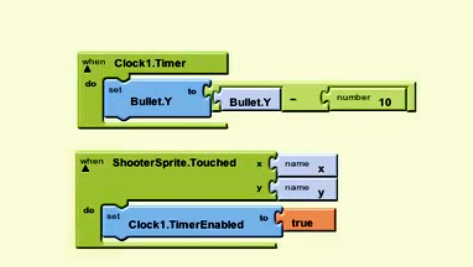 when Clock1.Timer
do set Bullet.Y to Bullet.Y - number 10
when ShooterSprite.Touched x name x
y name y
do set Clock1.TimerEnabled to true